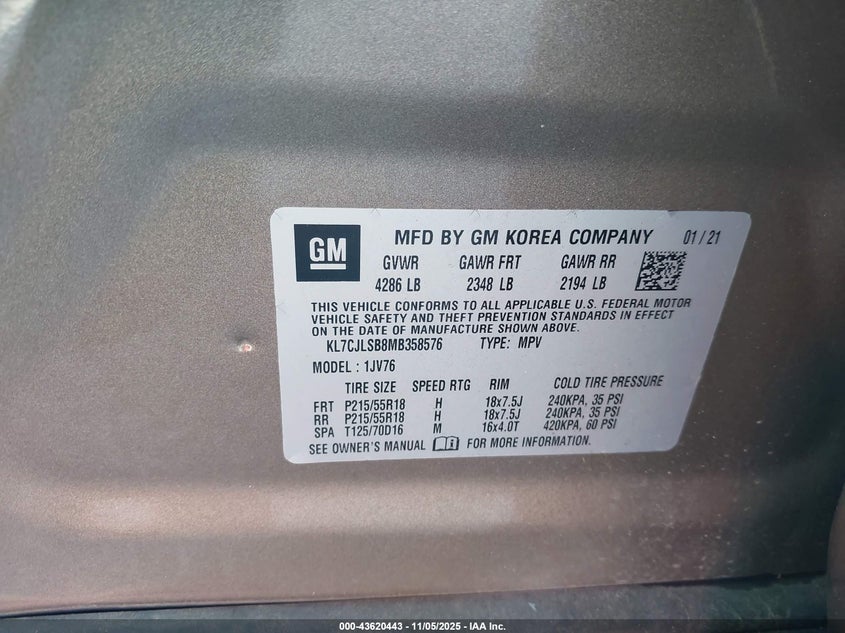 GM
MFD BY GM KOREA COMPANY 01/21
GVWR GAWR FRT GAWR RR
4286 LB 2348 LB 2194 LB
THIS VEHICLE CONFORMS TO ALL APPLICABLE U.S. FEDERAL MOTOR
VEHICLE SAFETY AND THEFT PREVENTION STANDARDS IN EFFECT
ON THE DATE OF MANUFACTURE SHOWN ABOVE.
KL7CJLSB8MB358576 TYPE: MPV
MODEL : 1JV76
TIRE SIZE SPEED RTG RIM COLD TIRE PRESSURE
FRT P215/55R18 H 18x7.5J 240KPA, 35 PSI
RR P215/55R18 H 18x7.5J 240KPA, 35 PSI
SPA T125/70D16 M 16x4.0T 420KPA, 60 PSI
SEE OWNER'S MANUAL FOR MORE INFORMATION.
000-43620443 - 11/05/2025 - IAA Inc.